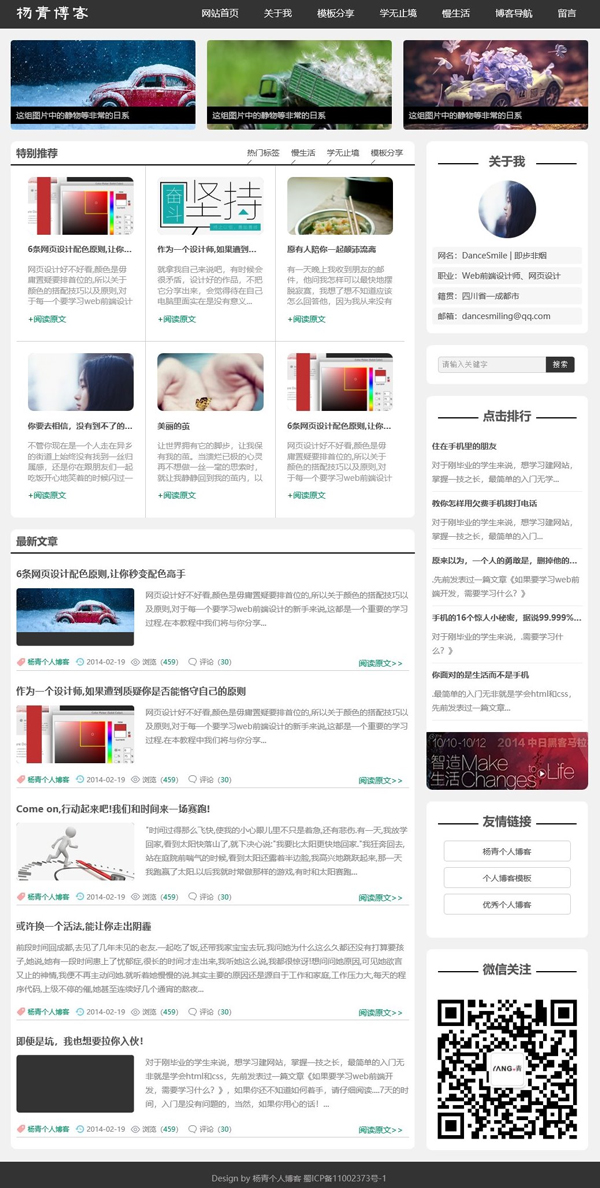 杨青博客
网站首页 关于我 模板分享 学无止境 慢生活 博客导航 留言
这组图片中的静物等非常的日系
这组图片中的静物等非常的日系
这组图片中的静物等非常的日系
特别推荐
热门标签 慢生活 学无止境 模板分享
奋斗 坚持
6条网页设计配色原则,让你...
网页设计好不好看,颜色是毋
庸置疑要排首位的,所以关于
颜色的搭配技巧以及原则,对
于每一个要学习web前端设计
+阅读原文
作为一个设计师,如果遭到...
就拿我自己来说吧，有时候会
很矛盾，设计好的作品，不把
它分享出来，会觉得待在自己
电脑里面实在是没有意义...
+阅读原文
原有人陪你一起颠沛流离
有一天晚上我收到朋友的邮
件，他问我怎样可以最快地摆
脱寂寞，我想了想不知道应该
怎么回答他，因为我从来没有
+阅读原文
你要去相信，没有到不了的...
不管你现在是一个人走在异乡
的街道上始终没有找到一丝归
属感，还是你在跟朋友们一起
吃饭开心地笑着的时候闪过一
+阅读原文
美丽的茧
让世界拥有它的脚步，让我保
有我的茧。当溃烂已极的心灵
再不想做一丝一毫的思索时，
就让我静静回到我的茧内，以
+阅读原文
6条网页设计配色原则,让你...
网页设计好不好看,颜色是毋
庸置疑要排首位的,所以关于
颜色的搭配技巧以及原则,对
于每一个要学习web前端设计
+阅读原文
最新文章
6条网页设计配色原则,让你秒变配色高手
网页设计好不好看,颜色是毋庸置疑要排首位的,所以关于颜色的搭配技巧以
及原则,对于每一个要学习web前端设计的新手来说,这都是一个重要的学习
过程.在本教程中我们将与你分享...
杨青个人博客 2014-02-19 浏览（459） 评论（30） 阅读原文>>
作为一个设计师,如果遭到质疑你是否能恪守自己的原则
网页设计好不好看,颜色是毋庸置疑要排首位的,所以关于颜色的搭配技巧以
及原则,对于每一个要学习web前端设计的新手来说,这都是一个重要的学习
过程.在本教程中我们将与你分享...
杨青个人博客 2014-02-19 浏览（459） 评论（30） 阅读原文>>
Come on,行动起来吧!我们和时间来一场赛跑!
"时间过得那么飞快,使我的小心眼儿里不只是着急,还有悲伤.有一天,我放学
回家,看到太阳快落山了,就下决心说:"我要比太阳更快地回家."我狂奔回去,
站在庭院前喘气的时候,看到太阳还露着半边脸,我高兴地跳跃起来,那一天
我跑赢了太阳.以后我就时常做那样的游戏,有时和太阳赛跑...
杨青个人博客 2014-02-19 浏览（459） 评论（30） 阅读原文>>
或许换一个活法,能让你走出阴霾
前段时间回成都,去见了几年未见的老友,一起吃了饭,还带我家宝宝去玩,我问她为什么这么久都还没有打算要孩
子,她说,她有一段时间患上了忧郁症,很长的时间才走出来,我听她这么说,我都很惊讶!想问问她原因,可见她欲言
又止的神情,我便不再主动问她.就听着她慢慢的说.其实主要的原因还是源自于工作和家庭,工作压力大,每天的程
序代码,上级不停的催,她甚至连续好几个通宵的熬夜...
杨青个人博客 2014-02-19 浏览（459） 评论（30） 阅读原文>>
即便是坑，我也想要拉你入伙！
对于刚毕业的学生来说，想学习建网站，掌握一技之长，最简单的入门无
非就是学会html和css，先前发表过一篇文章《如果要学习web前端开
发，需要学习什么？》，如果你还不知道如何着手，请仔细阅读....7天的时
间，入门是没有问题的，当然，如果你用心的话！...
杨青个人博客 2014-02-19 浏览（459） 评论（30） 阅读原文>>
关于我
网名：DanceSmile | 即步非烟
职业：Web前端设计师、网页设计
籍贯：四川省—成都市
邮箱：dancesmiling@qq.com
请输入关键字 搜索
点击排行
住在手机里的朋友
对于刚毕业的学生来说，想学习建网站，
掌握一技之长，最简单的入门无学...
教你怎样用欠费手机拨打电话
对于刚毕业的学生来说，想学习建网站，
掌握一技之长，最简单的入门...
原来以为，一个人的勇敢是，删掉他的...
.先前发表过一篇文章《如果要学习web前
端开发，需要学习什么？》
手机的16个惊人小秘密，据说99.999%...
对于刚毕业的学生来说，.需要学习什
么？》
你面对的是生活而不是手机
.最简单的入门无非就是学会html和css，
先前发表过一篇文章...
10/10-10/12 2014 中日黑客马拉
智造 Make
生活 Changes to Life
友情链接
杨青个人博客
个人博客模板
优秀个人博客
微信关注
YANG青
Design by 杨青个人博客 蜀ICP备11002373号-1